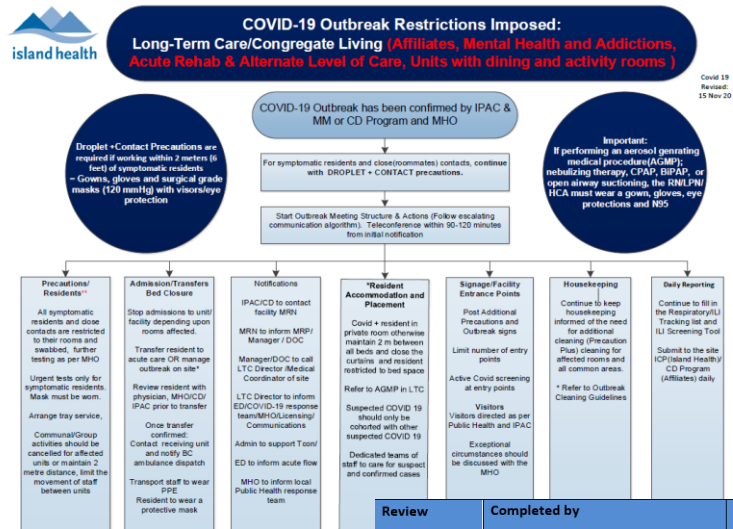 island health
COVID-19 Outbreak Restrictions Imposed:
Long-Term Care/Congregate Living (Affiliates, Mental Health and Addictions,
Acute Rehab & Alternate Level of Care, Units with dining and activity rooms )
Covid 19
Revised:
15 Nov 20
COVID-19 Outbreak has been confirmed by IPAC &
MM or CD Program and MHO
Droplet +Contact Precautions are
required if working within 2 meters (6
feet) of symptomatic residents
– Gowns, gloves and surgical grade
masks (120 mmHg) with visors/eye
protection
For symptomatic residents and close(roommates) contacts, continue
with DROPLET + CONTACT precautions.
Important:
If performing an aerosol genrating
medical procedure(AGMP);
nebulizing therapy, CPAP, BiPAP, or
open airway suctioning, the RN/LPN/
HCA must wear a gown, gloves, eye
protections and N95
Start Outbreak Meeting Structure & Actions (Follow escalating
communication algorithm). Teleconference within 90-120 minutes
from initial notification
Precautions/
Residents**
All symptomatic
residents and close
contacts are restricted
to their rooms and
swabbed, further
testing as per MHO
Urgent tests only for
symptomatic residents.
Mask must be worn.
Arrange tray service,
Communal/Group
activities should be
cancelled for affected
units or maintain 2
metre distance, limit the
movement of staff
between units
Admission/Transfers
Bed Closure
Stop admissions to unit/
facility depending upon
rooms affected.
Transfer resident to
acute care OR manage
outbreak on site*
Review resident with
physician, MHO/CD/
IPAC prior to transfer
Once transfer
confirmed:
Contact receiving unit
and notify BC
ambulance dispatch
Transport staff to wear
PPE
Resident to wear a
protective mask
Notifications
IPAC/CD to contact
facility MRN
MRN to inform MRP/
Manager / DOC
Manager/DOC to call
LTC Director /Medical
Coordinator of site
LTC Director to inform
ED/COVID-19 response
team/MHO/Licensing/
Communications
Admin to support Tcon/
ED to inform acute flow
MHO to inform local
Public Health response
team
*Resident
Accommodation and
Placement
Covid + resident in
private room otherwise
maintain 2 m between
all beds and close the
curtains and resident
restricted to bed space
Refer to AGMP in LTC
Suspected COVID 19
should only be
cohorted with other
suspected COVID 19
Dedicated teams of
staff to care for suspect
and confirmed cases
Signage/Facility
Entrance Points
Post Additional
Precautions and
Outbreak signs
Limit number of entry
points
Active Covid screening
at entry points
Visitors
Visitors directed as per
Public Health and IPAC
Exceptional
circumstances should
be discussed with the
MHO
Housekeeping
Continue to keep
housekeeping
informed of the need
for additional
cleaning (Precaution
Plus) cleaning for
affected rooms and
all common areas.
* Refer to Outbreak
Cleaning Guidelines
Daily Reporting
Continue to fill in
the Respiratory/ILI
Tracking list and
ILI Screening Tool
Submit to the site
ICP(Island Health)/
CD Program
(Affiliates) daily
Review
Completed by